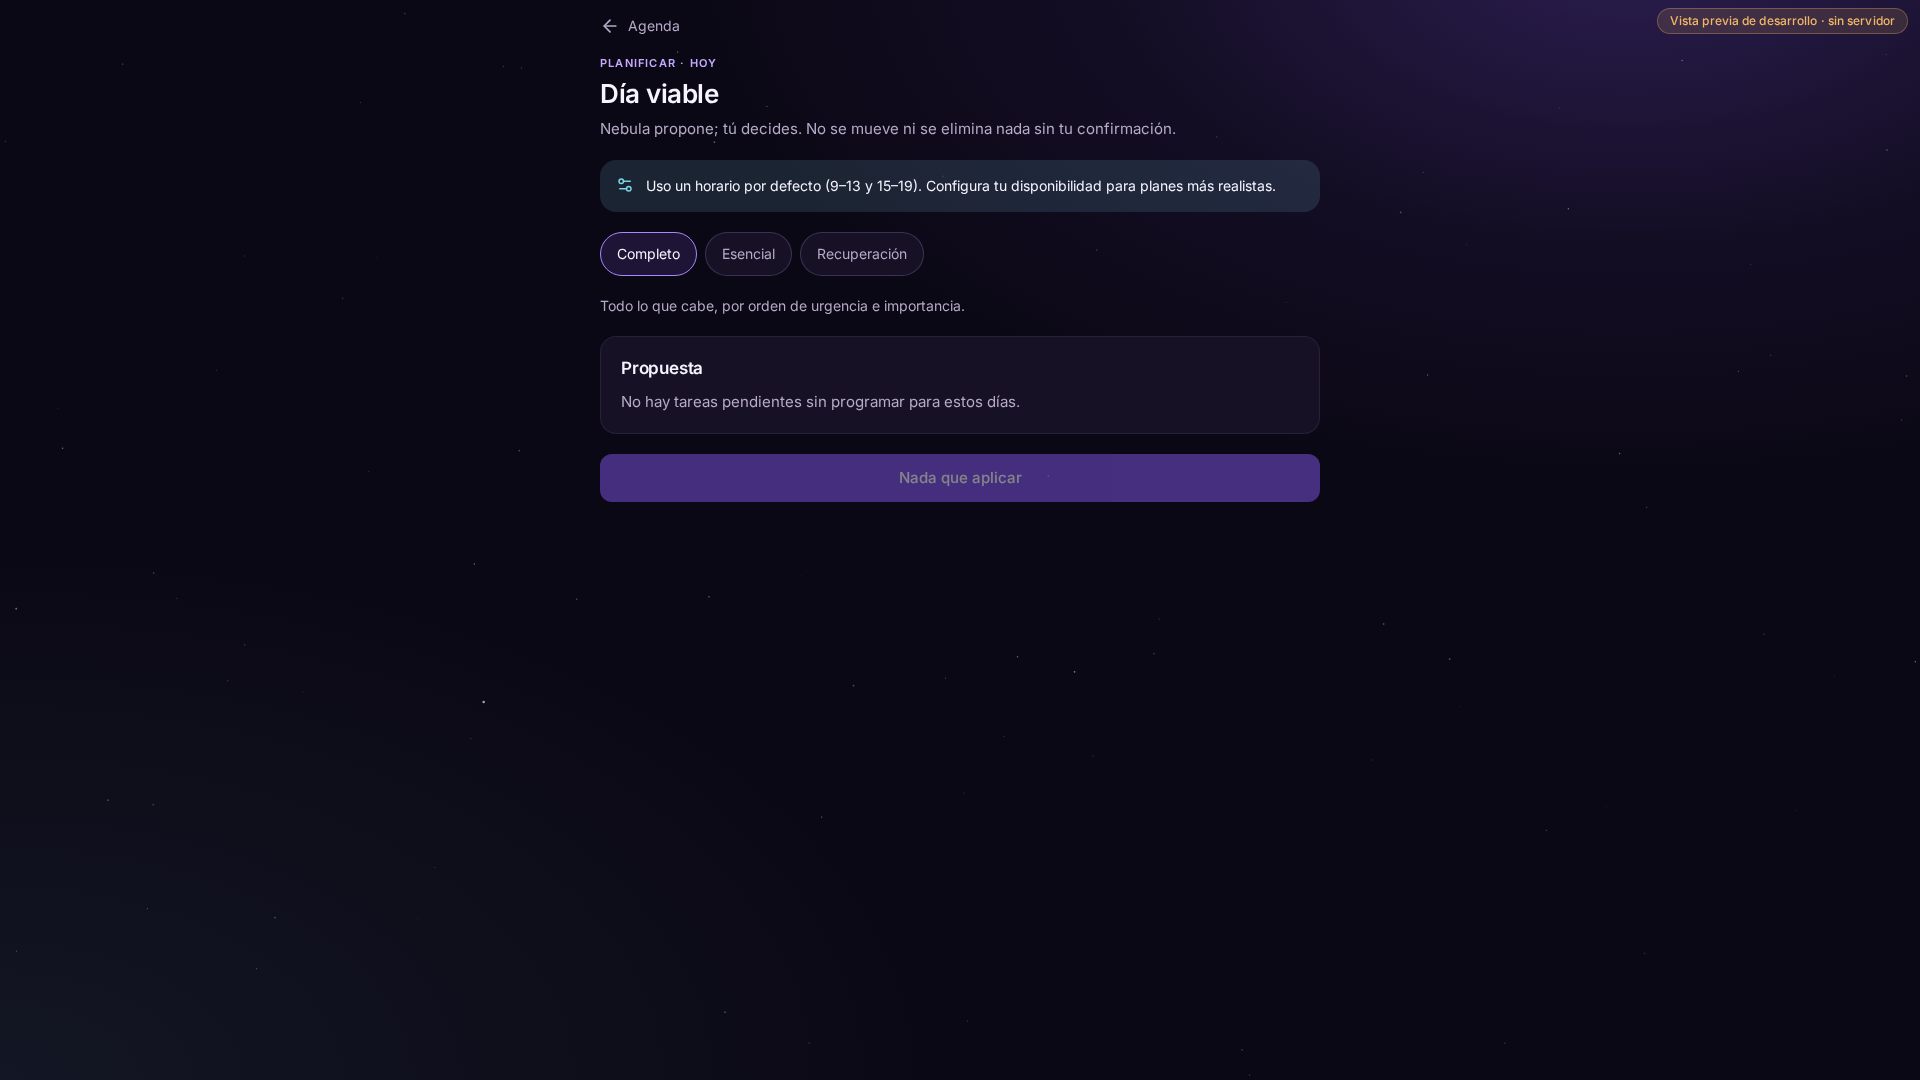 Agenda
Vista previa de desarrollo · sin servidor
PLANIFICAR · HOY
Día viable
Nebula propone; tú decides. No se mueve ni se elimina nada sin tu confirmación.
Uso un horario por defecto (9–13 y 15–19). Configura tu disponibilidad para planes más realistas.
Completo
Esencial
Recuperación
Todo lo que cabe, por orden de urgencia e importancia.
Propuesta
No hay tareas pendientes sin programar para estos días.
Nada que aplicar